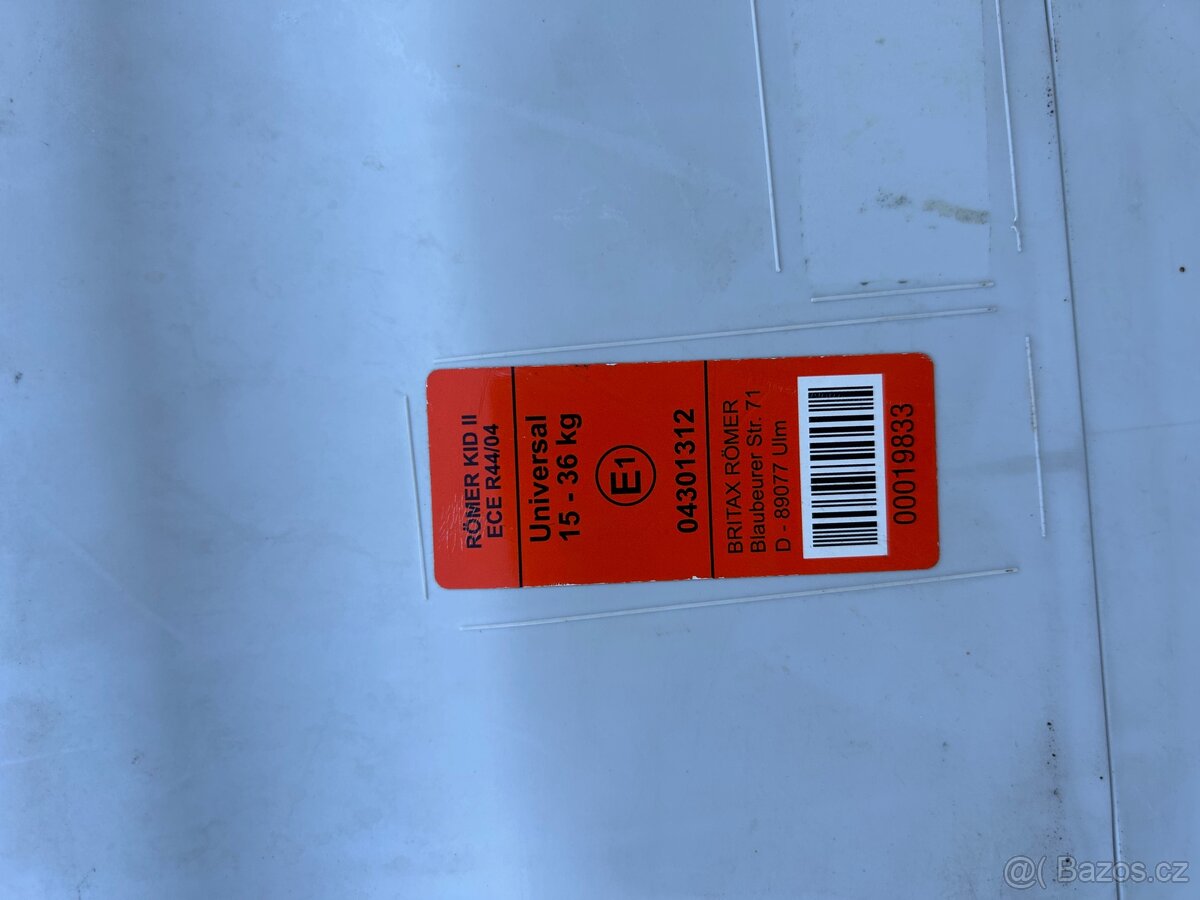 RÖMER KID II
ECE R44/04
Universal
15 - 36 kg
E1
04301312
BRITAX RÖMER
Blaubeurer Str. 71
D - 89077 Ulm
00019833
@( Bazos.cz